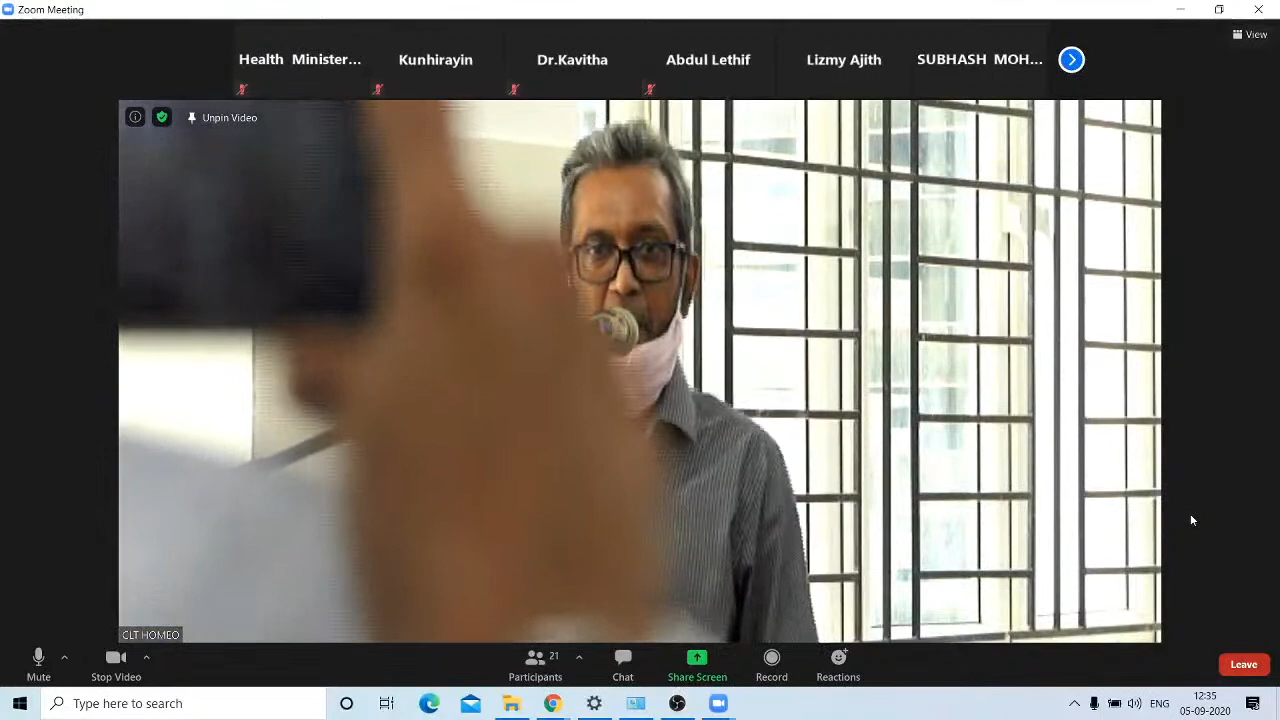 Zoom Meeting
View
Health Minister...
Kunhirayin
Dr.Kavitha
Abdul Lethif
Lizmy Ajith
SUBHASH MOH...
Unpin Video
CLT HOMEO
Mute
Stop Video
21
Participants
Chat
Share Screen
Record
Reactions
Leave
Type here to search
ENG
12:35
05-09-2020